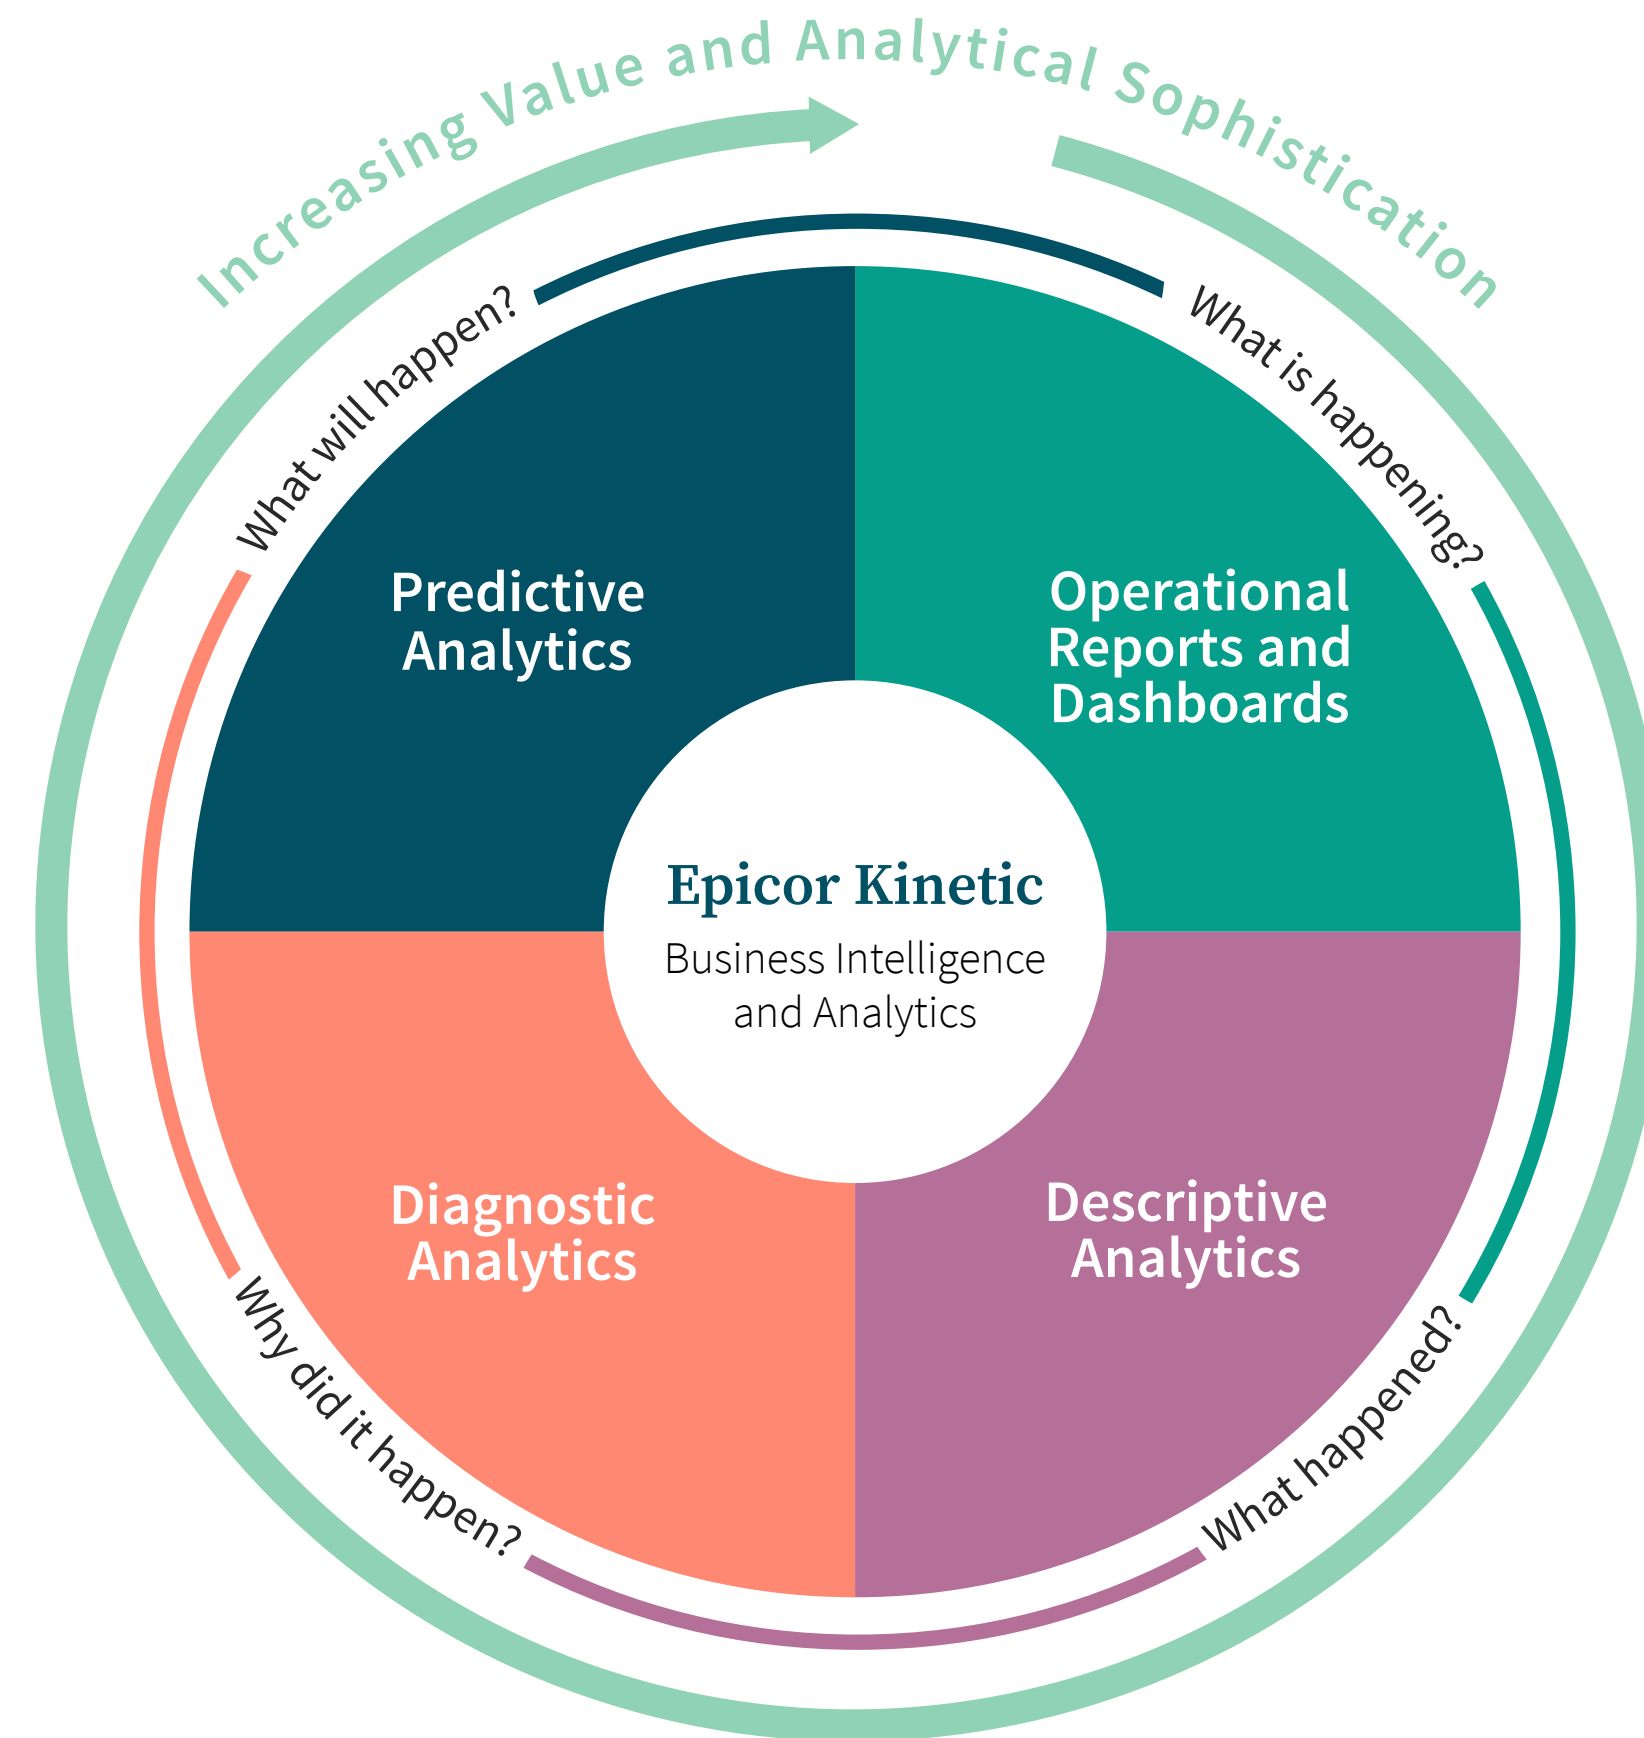 Increasing Value and Analytical Sophistication
What will happen?
What is happening?
Predictive
Analytics
Operational
Reports and
Dashboards
Epicor Kinetic
Business Intelligence
and Analytics
Diagnostic
Analytics
Descriptive
Analytics
Why did it happen?
What happened?